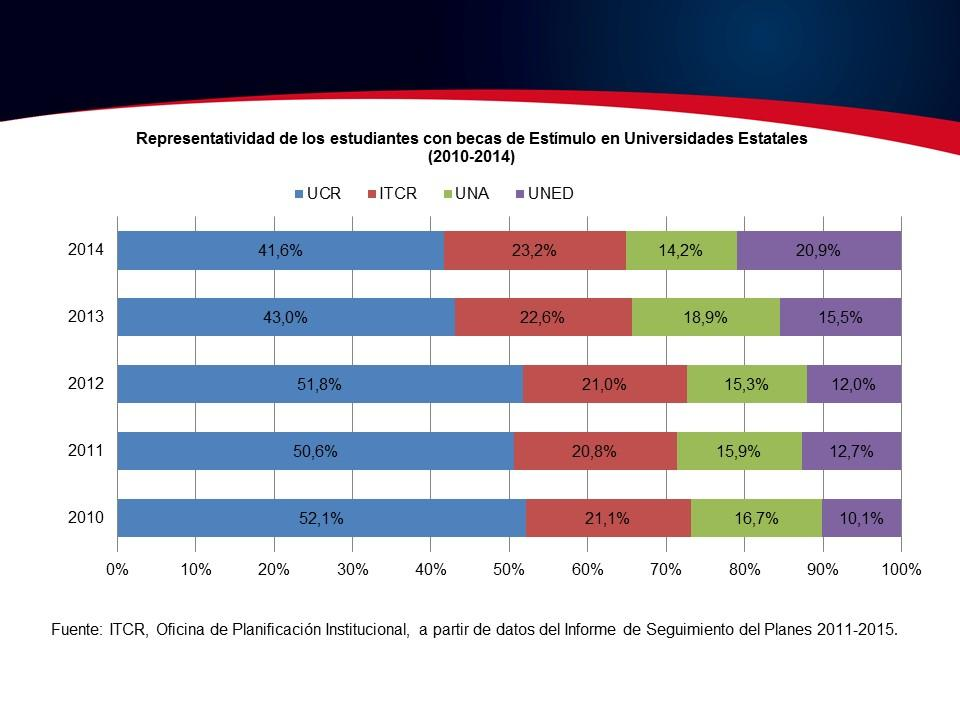 Representatividad de los estudiantes con becas de Estímulo en Universidades Estatales
(2010-2014)
UCR ITCR UNA UNED
2014 41,6% 23,2% 14,2% 20,9%
2013 43,0% 22,6% 18,9% 15,5%
2012 51,8% 21,0% 15,3% 12,0%
2011 50,6% 20,8% 15,9% 12,7%
2010 52,1% 21,1% 16,7% 10,1%
0% 10% 20% 30% 40% 50% 60% 70% 80% 90% 100%
Fuente: ITCR, Oficina de Planificación Institucional, a partir de datos del Informe de Seguimiento del Planes 2011-2015.